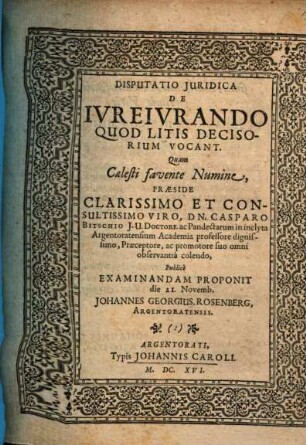 DISPUTATIO JURIDICA
DE
IVREIVRANDO
QUOD LITIS DECISO-
RIUM VOCANT.
Quam
Cælesti favente Numine,
PRÆSIDE
CLARISSIMO ET CON-
SULTISSIMO VIRO, DN. CASPARO
BITSCHIO J.U. DOCTORE. ac Pandectarum in inclyta
Argentoratensium Academia professore dignis-
simo, Præceptore, ac promotore suo omni
observantiâ colendo,
Publicè
EXAMINANDAM PROPONIT
die 21. Novemb.
JOHANNES GEORGIUS. ROSENBERG,
ARGENTORATENSIS.
(:)
ARGENTORATI,
Typis JOHANNIS CAROLI.
M. DC. XVI.